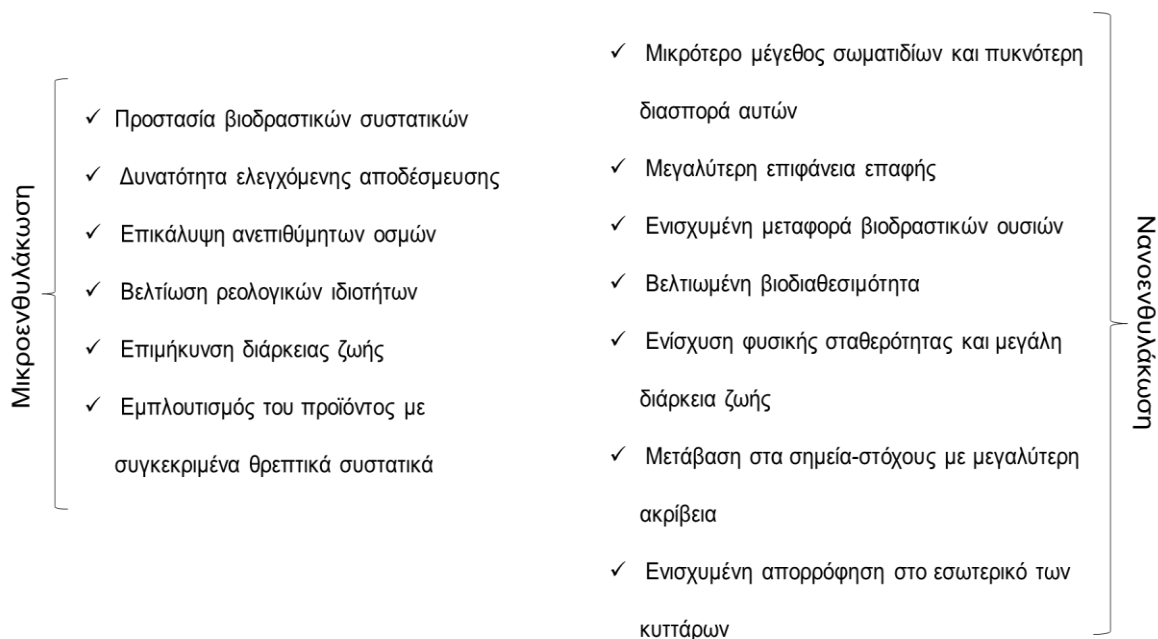 Μικροενθυλάκωση
✓ Προστασία βιοδραστικών συστατικών
✓ Δυνατότητα ελεγχόμενης αποδέσμευσης
✓ Επικάλυψη ανεπιθύμητων οσμών
✓ Βελτίωση ρεολογικών ιδιοτήτων
✓ Επιμήκυνση διάρκειας ζωής
✓ Εμπλουτισμός του προϊόντος με
συγκεκριμένα θρεπτικά συστατικά
✓ Μικρότερο μέγεθος σωματιδίων και πυκνότερη
διασπορά αυτών
✓ Μεγαλύτερη επιφάνεια επαφής
✓ Ενισχυμένη μεταφορά βιοδραστικών ουσιών
✓ Βελτιωμένη βιοδιαθεσιμότητα
✓ Ενίσχυση φυσικής σταθερότητας και μεγάλη
διάρκεια ζωής
✓ Μετάβαση στα σημεία-στόχους με μεγαλύτερη
ακρίβεια
✓ Ενισχυμένη απορρόφηση στο εσωτερικό των
κυττάρων
Νανοενθυλάκωση